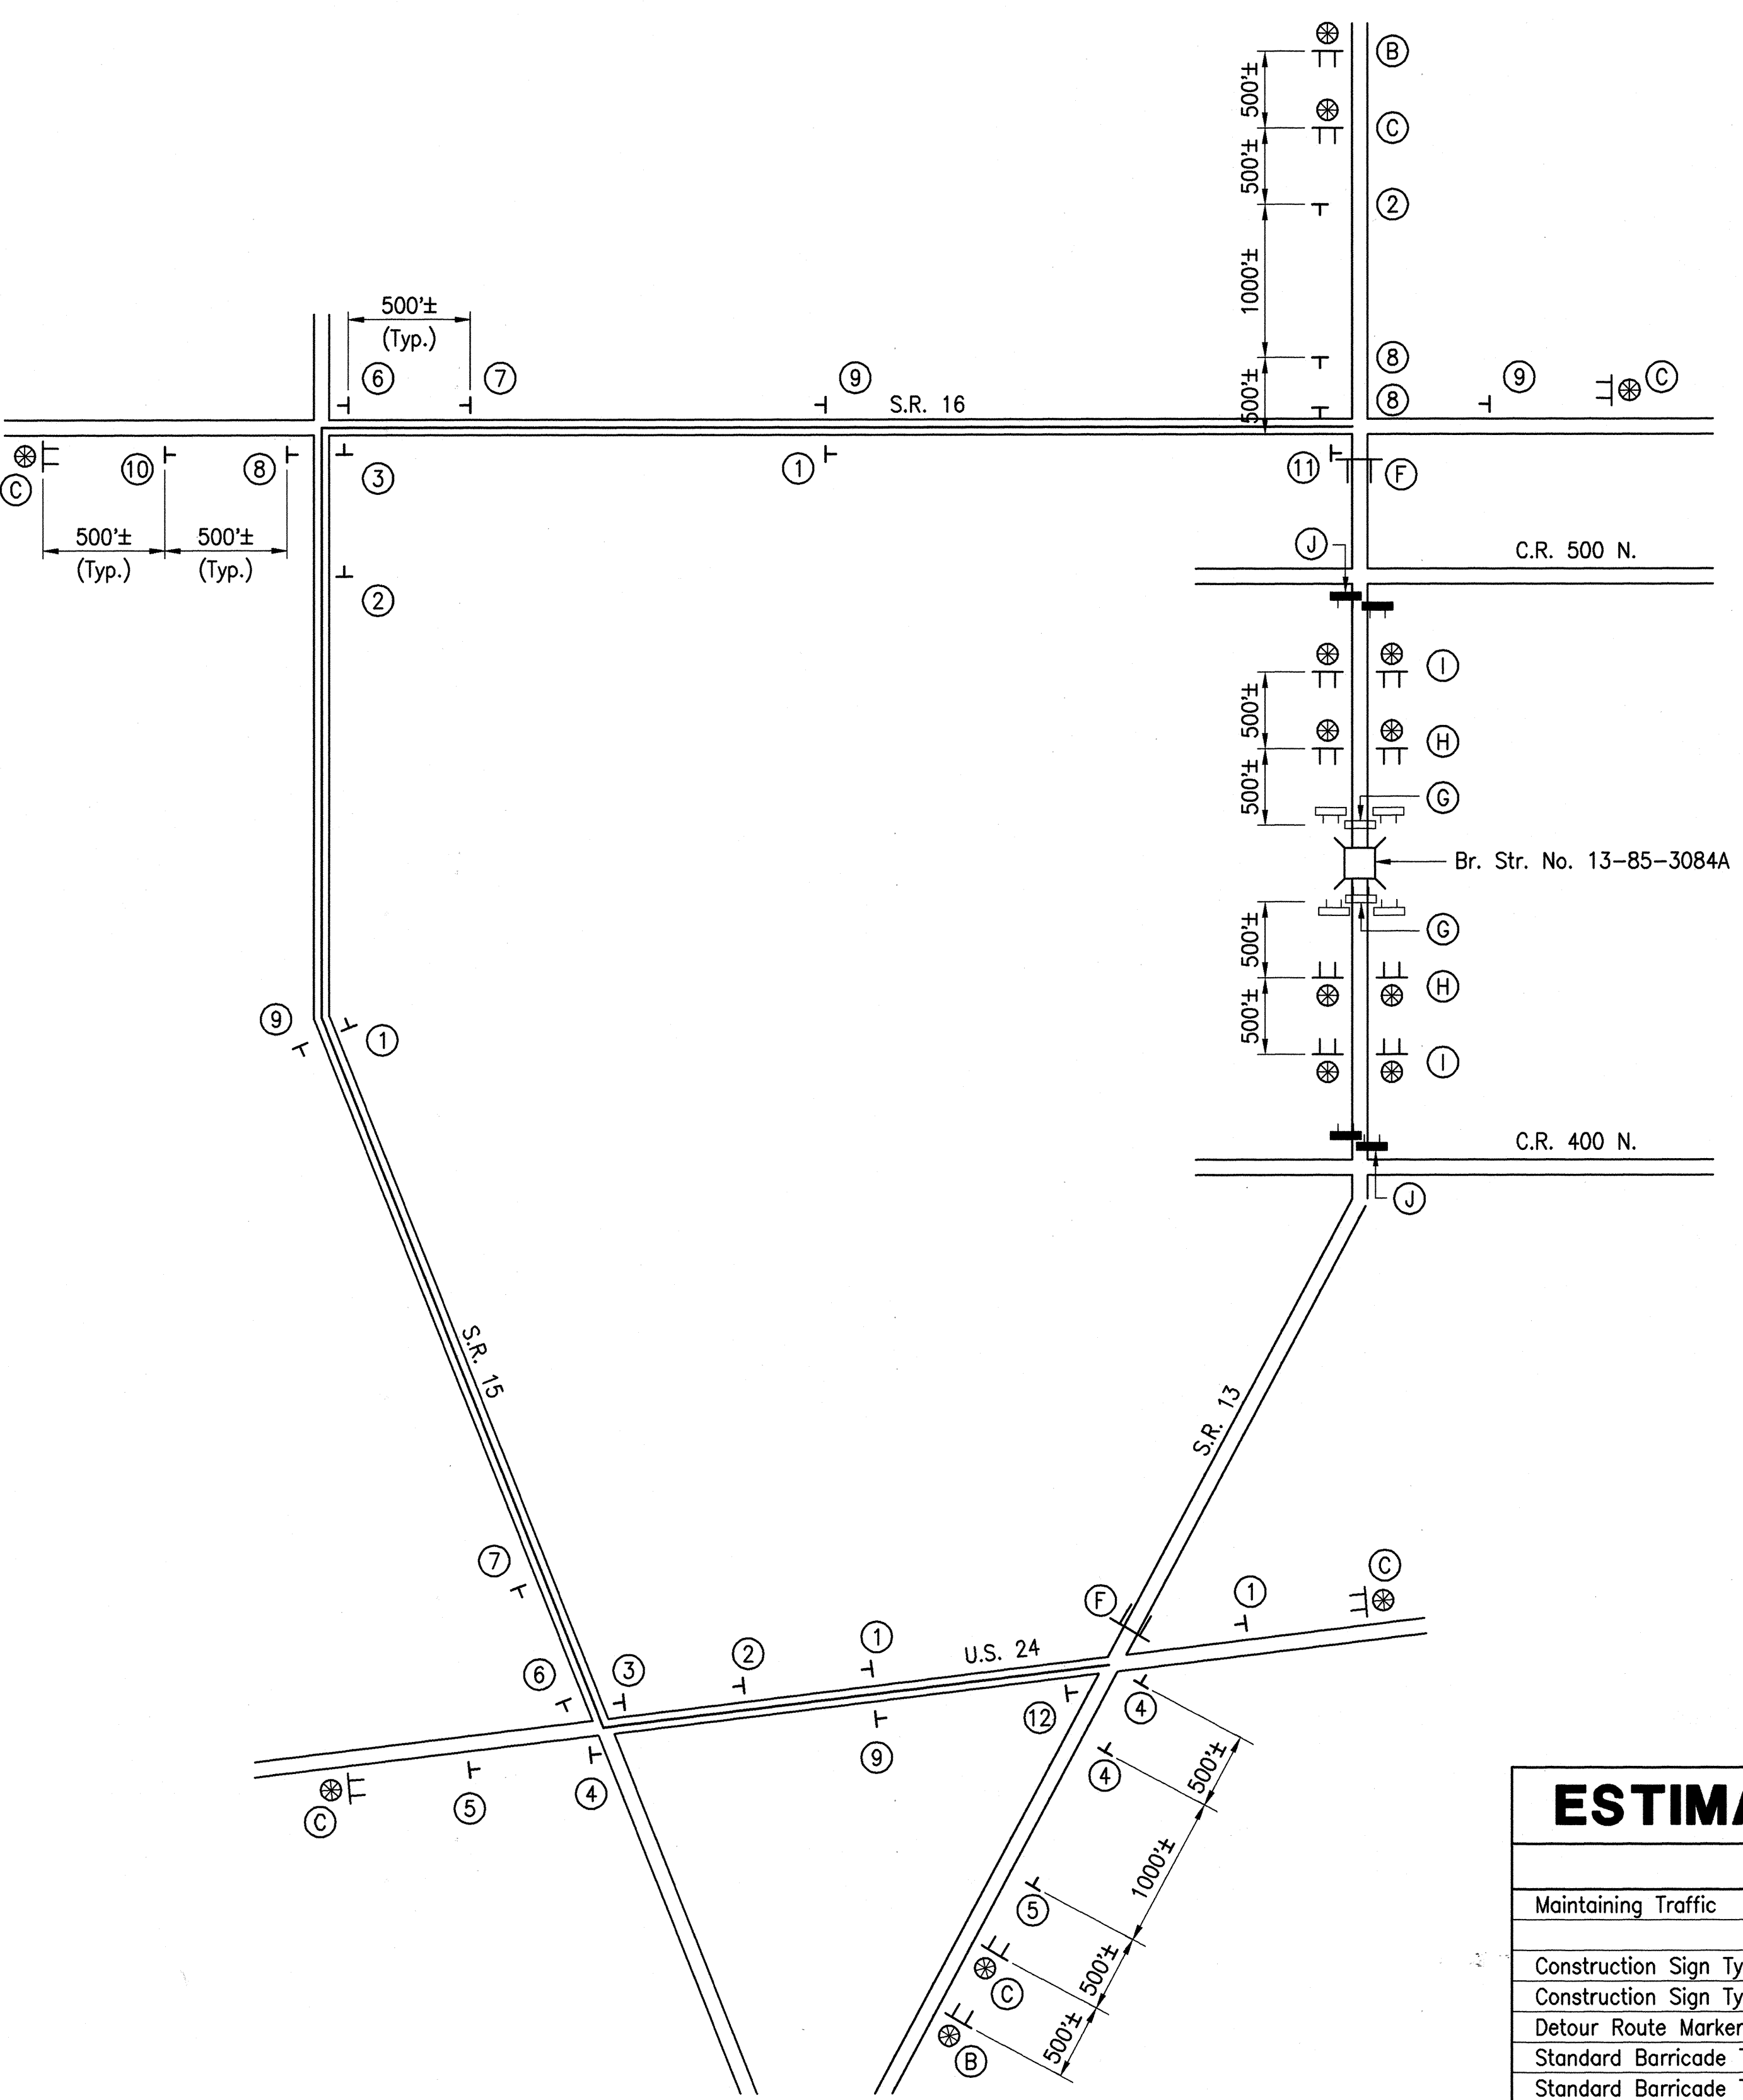 B
500'±
C
500'±
2
1000'±
500'±
(Typ.)
8
6
7
9
9
C
S.R. 16
500'±
8
C
10
8
3
1
11
F
500'±
(Typ.)
500'±
(Typ.)
J
C.R. 500 N.
2
I
500'±
H
500'±
G
Br. Str. No. 13-85-3084A
G
500'±
H
9
1
500'±
I
C.R. 400 N.
J
S.R. 15
S.R. 13
7
C
F
1
1
U.S. 24
2
3
6
4
12
9
4
500'±
5
4
C
1000'±
5
500'±
C
500'±
B
ESTIMA
Maintaining Traffic
Construction Sign Ty
Construction Sign Ty
Detour Route Marker
Standard Barricade T
Standard Barricade T